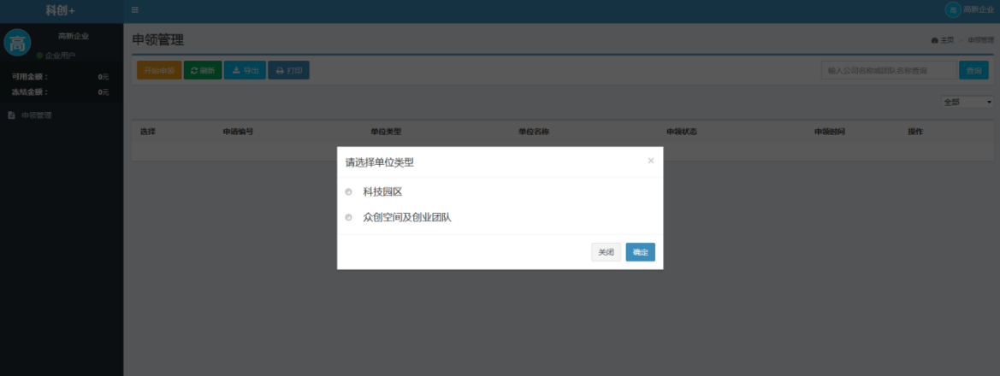 科创+
高 高新企业
高
高新企业
企业用户
可用金额： 0元
冻结金额： 0元
申领管理
申领管理
主页 > 申领管理
开始申领 刷新 导出 打印
输入公司名称或团队名称查询 查询
全部
选择 申请编号 单位类型 单位名称 申领状态 申领时间 操作
请选择单位类型 ×
科技园区
众创空间及创业团队
关闭 确定